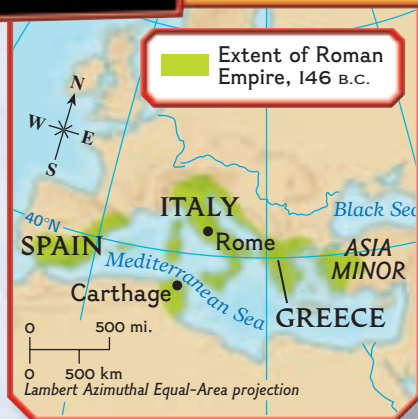 Extent of Roman
Empire, 146 B.C.
N
W
E
S
40°N
ITALY
Black Sea
Rome
SPAIN
ASIA
MINOR
Mediterranean Sea
Carthage
GREECE
0 500 mi.
0 500 km
Lambert Azimuthal Equal-Area projection